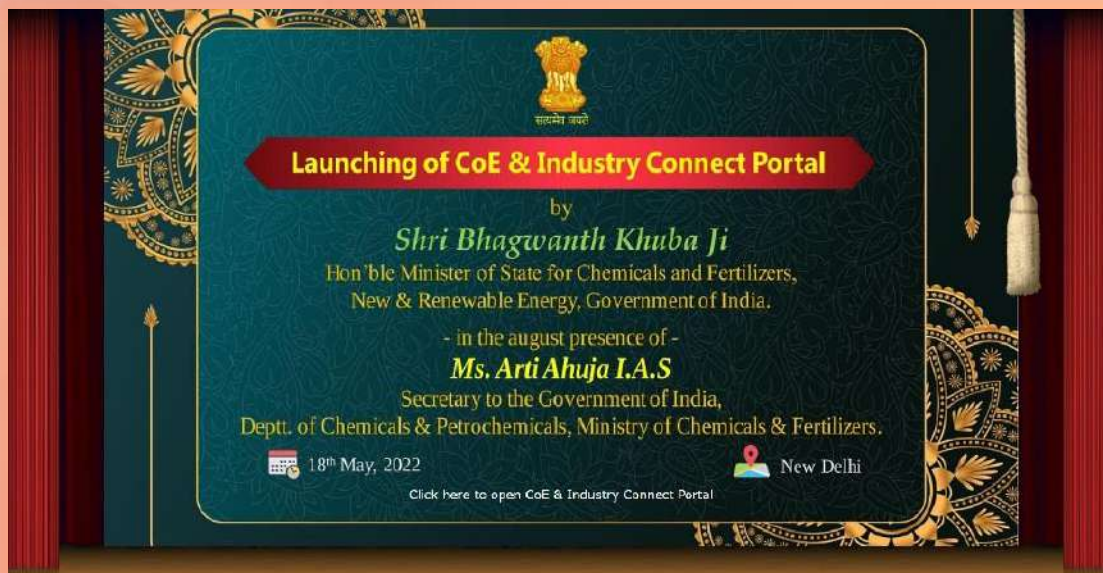 सत्यमेव जयते
Launching of CoE & Industry Connect Portal
by
Shri Bhagwanth Khuba Ji
Hon'ble Minister of State for Chemicals and Fertilizers,
New & Renewable Energy, Government of India.
- in the august presence of -
Ms. Arti Ahuja I.A.S
Secretary to the Government of India,
Deptt. of Chemicals & Petrochemicals, Ministry of Chemicals & Fertilizers.
18th May, 2022
New Delhi
Click here to open CoE & Industry Connect Portal